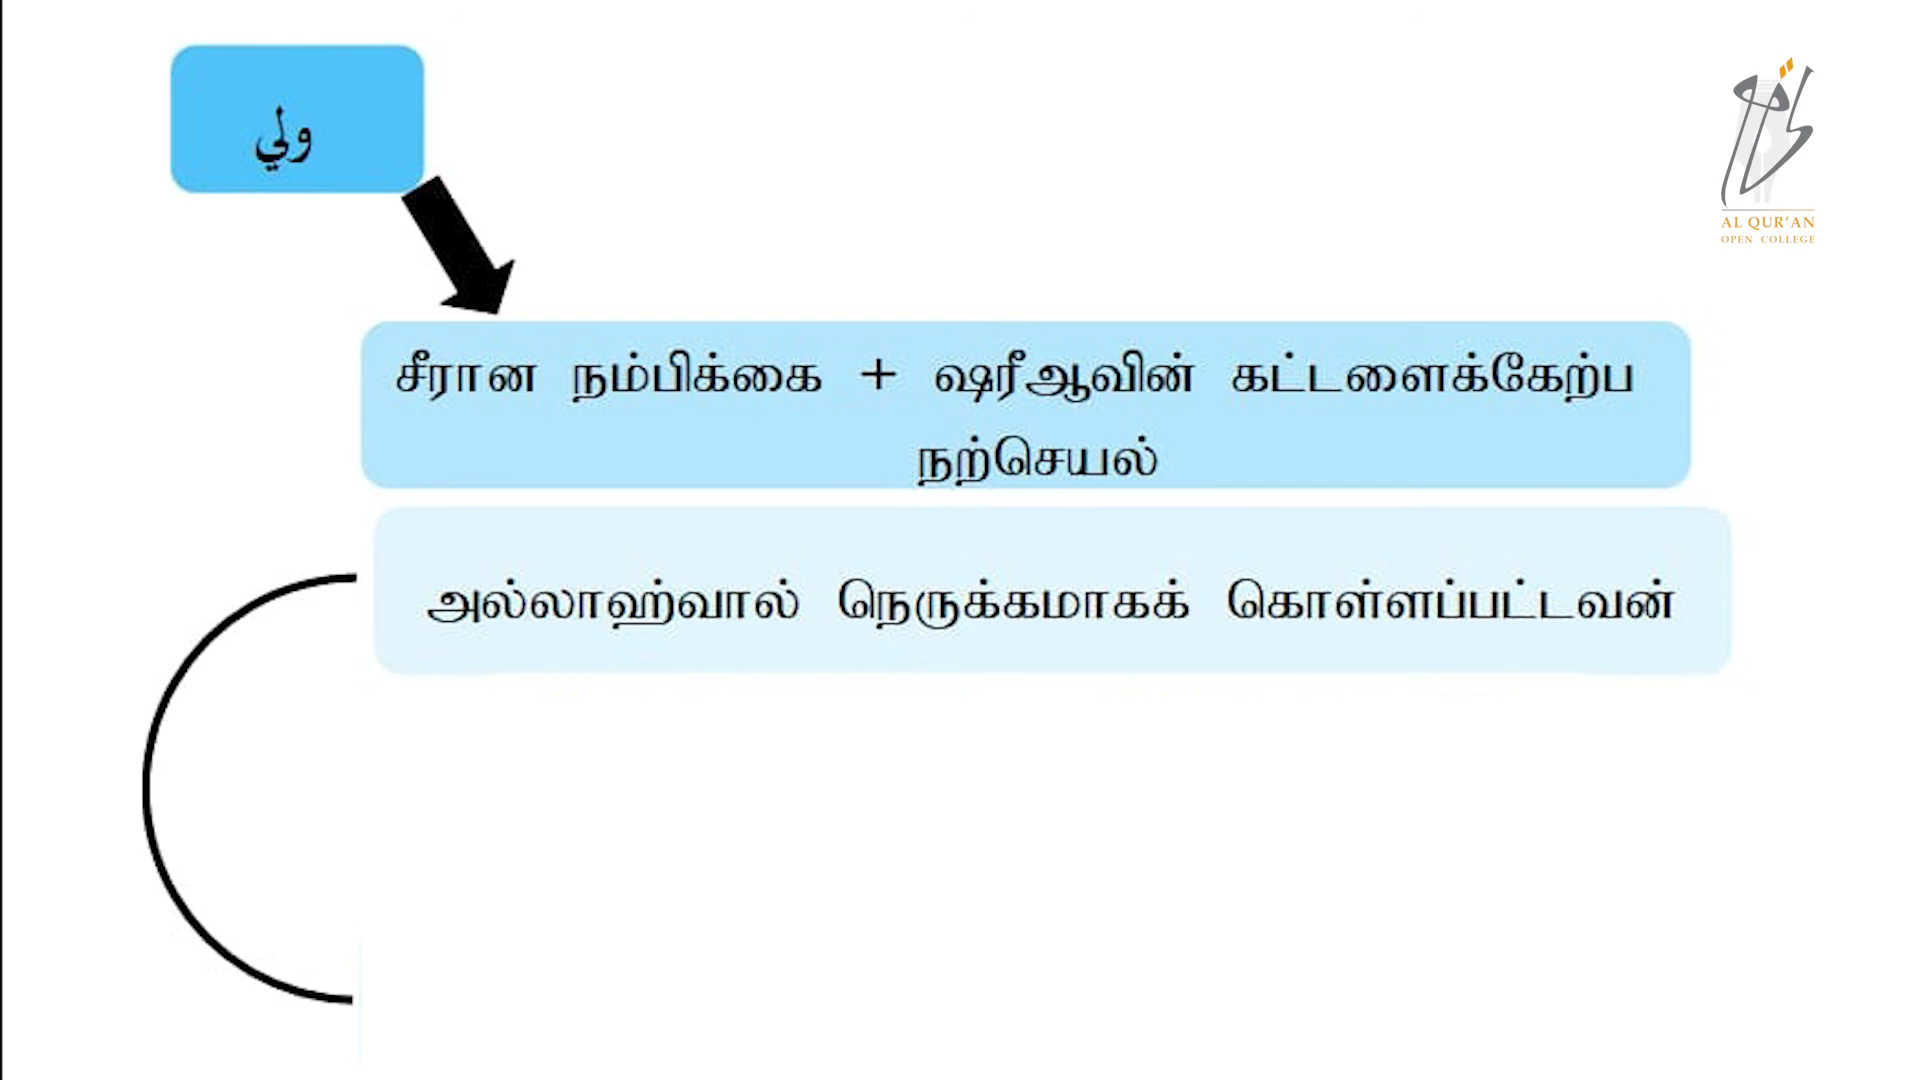 ولي
சீரான நம்பிக்கை + ஷரீஆவின் கட்டளைக்கேற்ப
நற்செயல்
அல்லாஹ்வால் நெருக்கமாகக் கொள்ளப்பட்டவன்
AL QUR'AN
OPEN COLLEGE